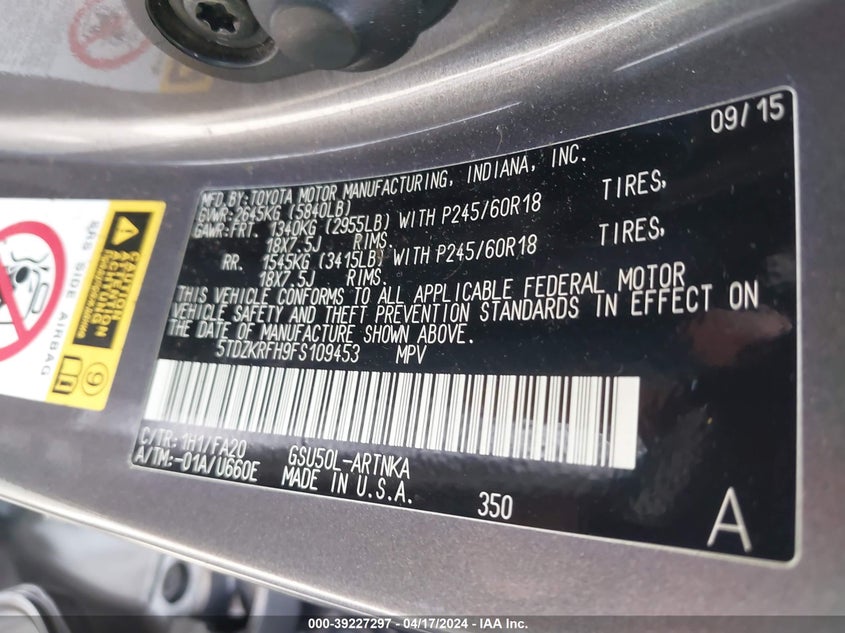 09/15
MFD.BY:TOYOTA MOTOR MANUFACTURING, INDIANA, INC.
GVWR:2645KG (5840LB)
GAWR:FRT. 1340KG (2955LB) WITH P245/60R18 TIRES,
18X7.5J RIMS.
RR. 1545KG (3415LB) WITH P245/60R18 TIRES,
18X7.5J RIMS.
THIS VEHICLE CONFORMS TO ALL APPLICABLE FEDERAL MOTOR
VEHICLE SAFETY AND THEFT PREVENTION STANDARDS IN EFFECT ON
THE DATE OF MANUFACTURE SHOWN ABOVE.
5TDZKRFH9FS109453 MPV
C/TR:1H1/FA20 GSU50L-ARTNKA
A/TM:-01A/U660E MADE IN U.S.A.
350
A
SRS SIDE AIRBAG
CAUTION
ATTENTION
CAUTION
9
000-39227297 - 04/17/2024 - IAA Inc.